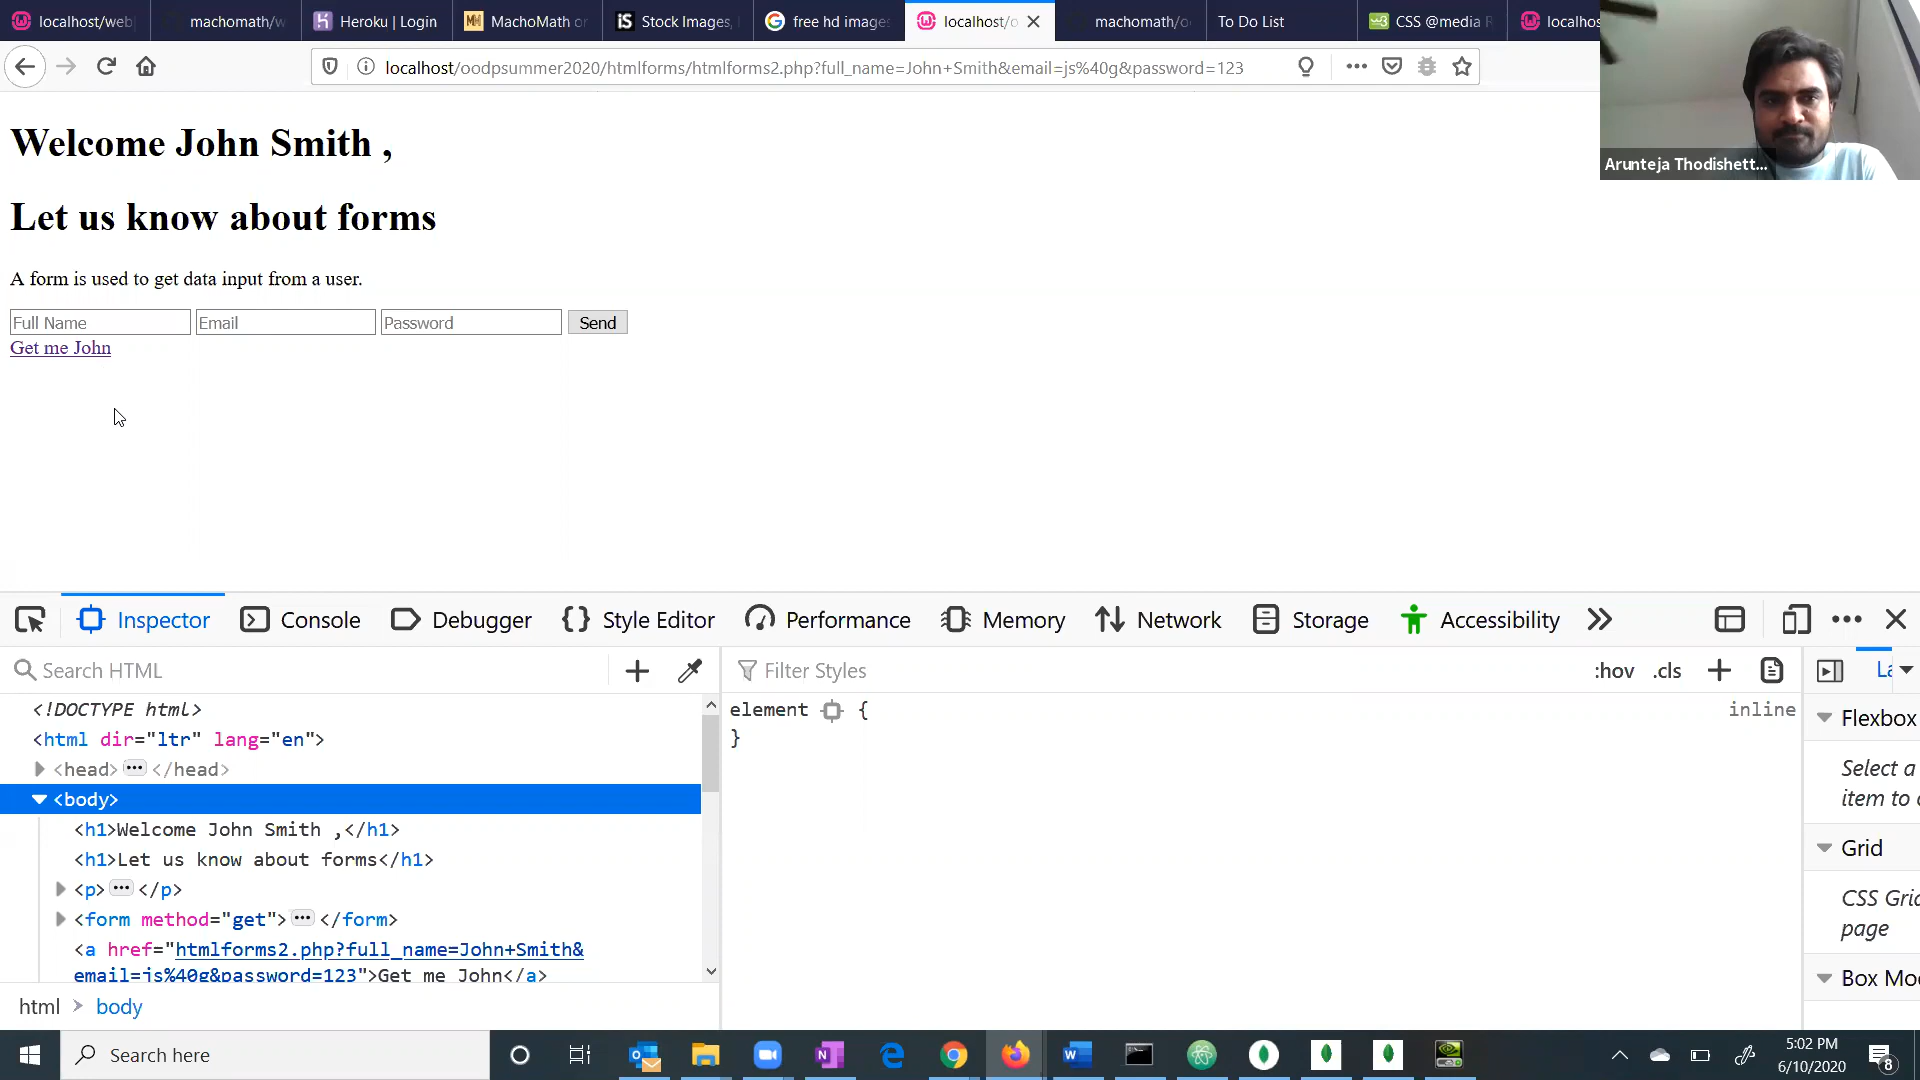 localhost/web
machomath/w
Heroku | Login
MachoMath or
Stock Images,
free hd images
localhost/o
machomath/o
To Do List
CSS @media R
localhos
localhost/oodpsummer2020/htmlforms/htmlforms2.php?full_name=John+Smith&email=js%40g&password=123
Arunteja Thodishett...
Welcome John Smith ,
Let us know about forms
A form is used to get data input from a user.
Full Name Email Password Send
Get me John
Inspector Console Debugger Style Editor Performance Memory Network Storage Accessibility
Search HTML
Filter Styles
:hov .cls
<!DOCTYPE html>
<html dir="ltr" lang="en">
<head> ••• </head>
<body>
<h1>Welcome John Smith ,</h1>
<h1>Let us know about forms</h1>
<p> ••• </p>
<form method="get"> ••• </form>
<a href="htmlforms2.php?full_name=John+Smith&
email=js%40g&password=123">Get me John</a>
html > body
element {
}
inline
La
Flexbox
Select a
item to
Grid
CSS Grid
page
Box Mo
Search here
5:02 PM
6/10/2020
8